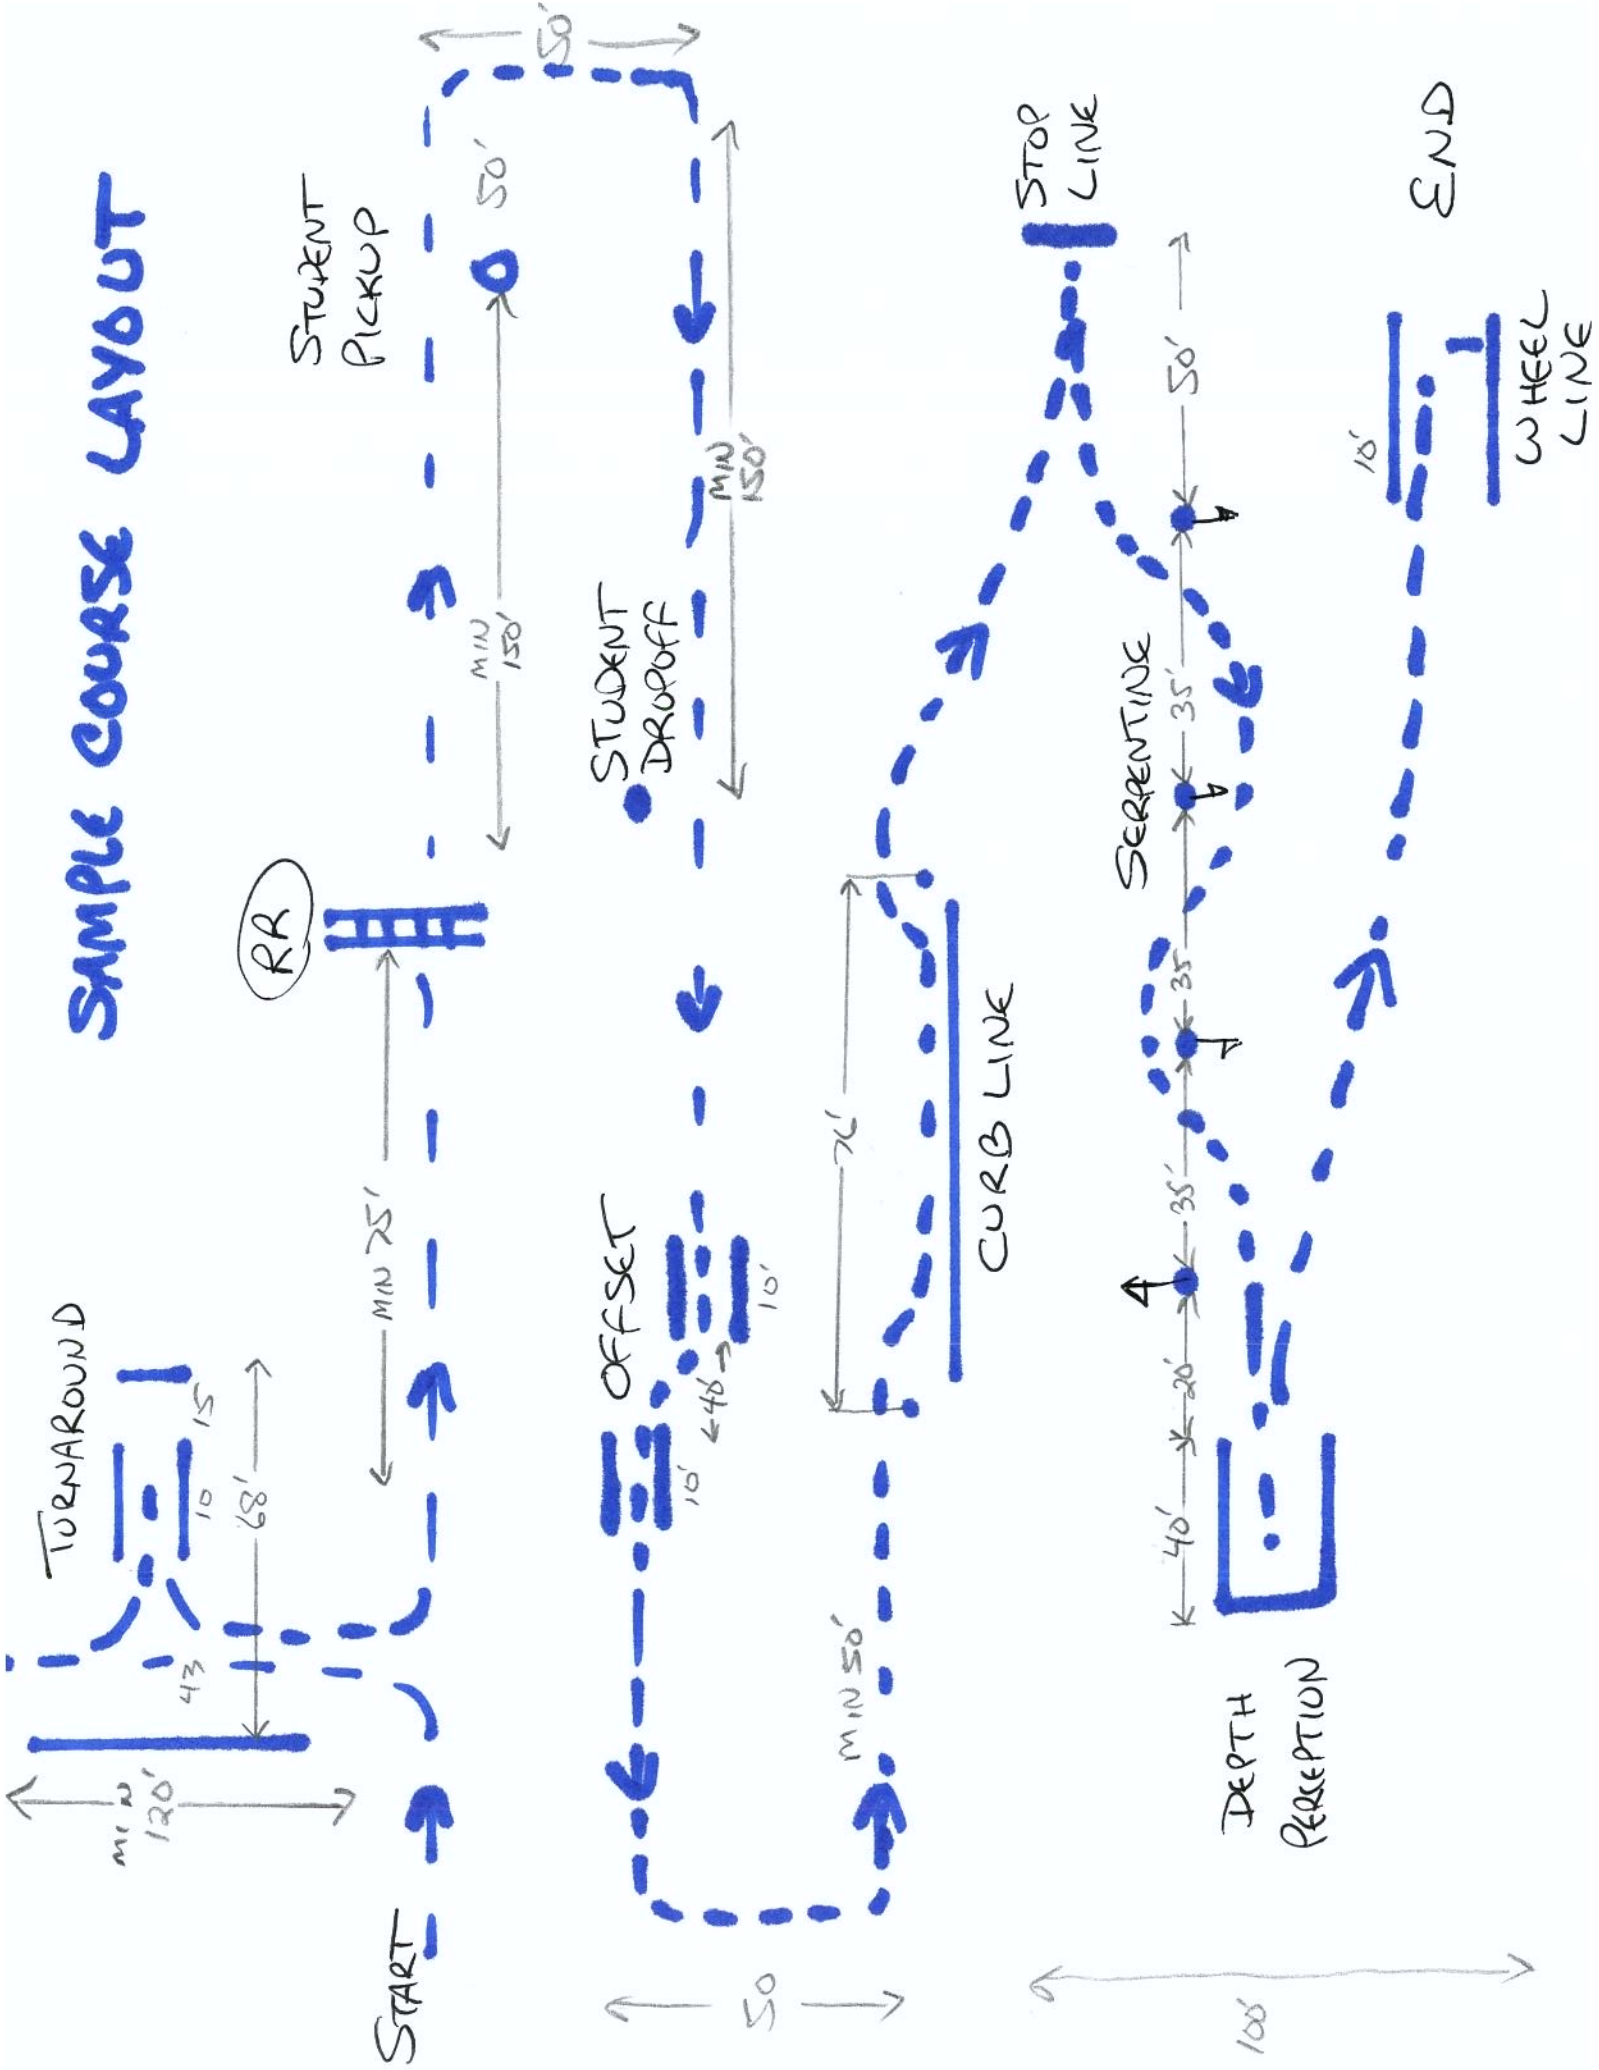 SAMPLE COURSE LAYOUT
TURNAROUND
MIN
120'
43
10
15
68'
START
MIN 75'
RR
MIN
150'
STUDENT
PICKUP
50'
50'
OFFSET
10'
40'
10'
STUDENT
DROPOFF
MIN
150'
50
MIN 50'
76'
CURB LINE
STOP
LINE
SERPENTINE
40'
20'
35'
35'
35'
50'
100'
DEPTH
PERCEPTION
10'
WHEEL
LINE
END